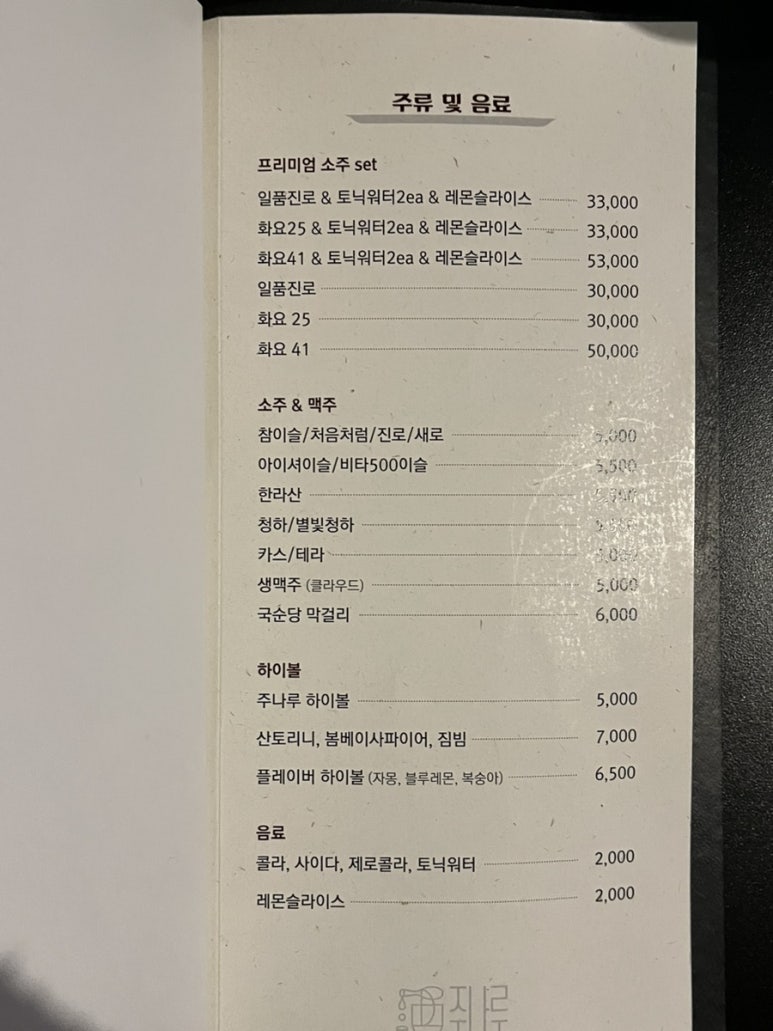 주류 및 음료
프리미엄 소주 set
일품진로 & 토닉워터2ea & 레몬슬라이스 33,000
화요25 & 토닉워터2ea & 레몬슬라이스 33,000
화요41 & 토닉워터2ea & 레몬슬라이스 53,000
일품진로 30,000
화요 25 30,000
화요 41 50,000
소주 & 맥주
참이슬/처음처럼/진로/새로
아이셔이슬/비타500이슬
한라산
청하/별빛청하
카스/테라
생맥주 (클라우드) 5,000
국순당 막걸리 6,000
하이볼
주나루 하이볼 5,000
산토리니, 봄베이사파이어, 짐빔 7,000
플레이버 하이볼 (자몽, 블루레몬, 복숭아) 6,500
음료
콜라, 사이다, 제로콜라, 토닉워터 2,000
레몬슬라이스 2,000